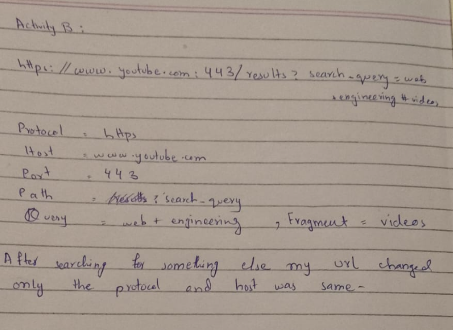 Activity B:
https://www.youtube.com:443/results?search_query=web
+engineering#videos
Protocol = https
Host = www.youtube.com
Port = 443
Path = results?search_query
Query = web+engineering , Fragment = videos
After searching for something else my url changed
only the protocol and host was same-